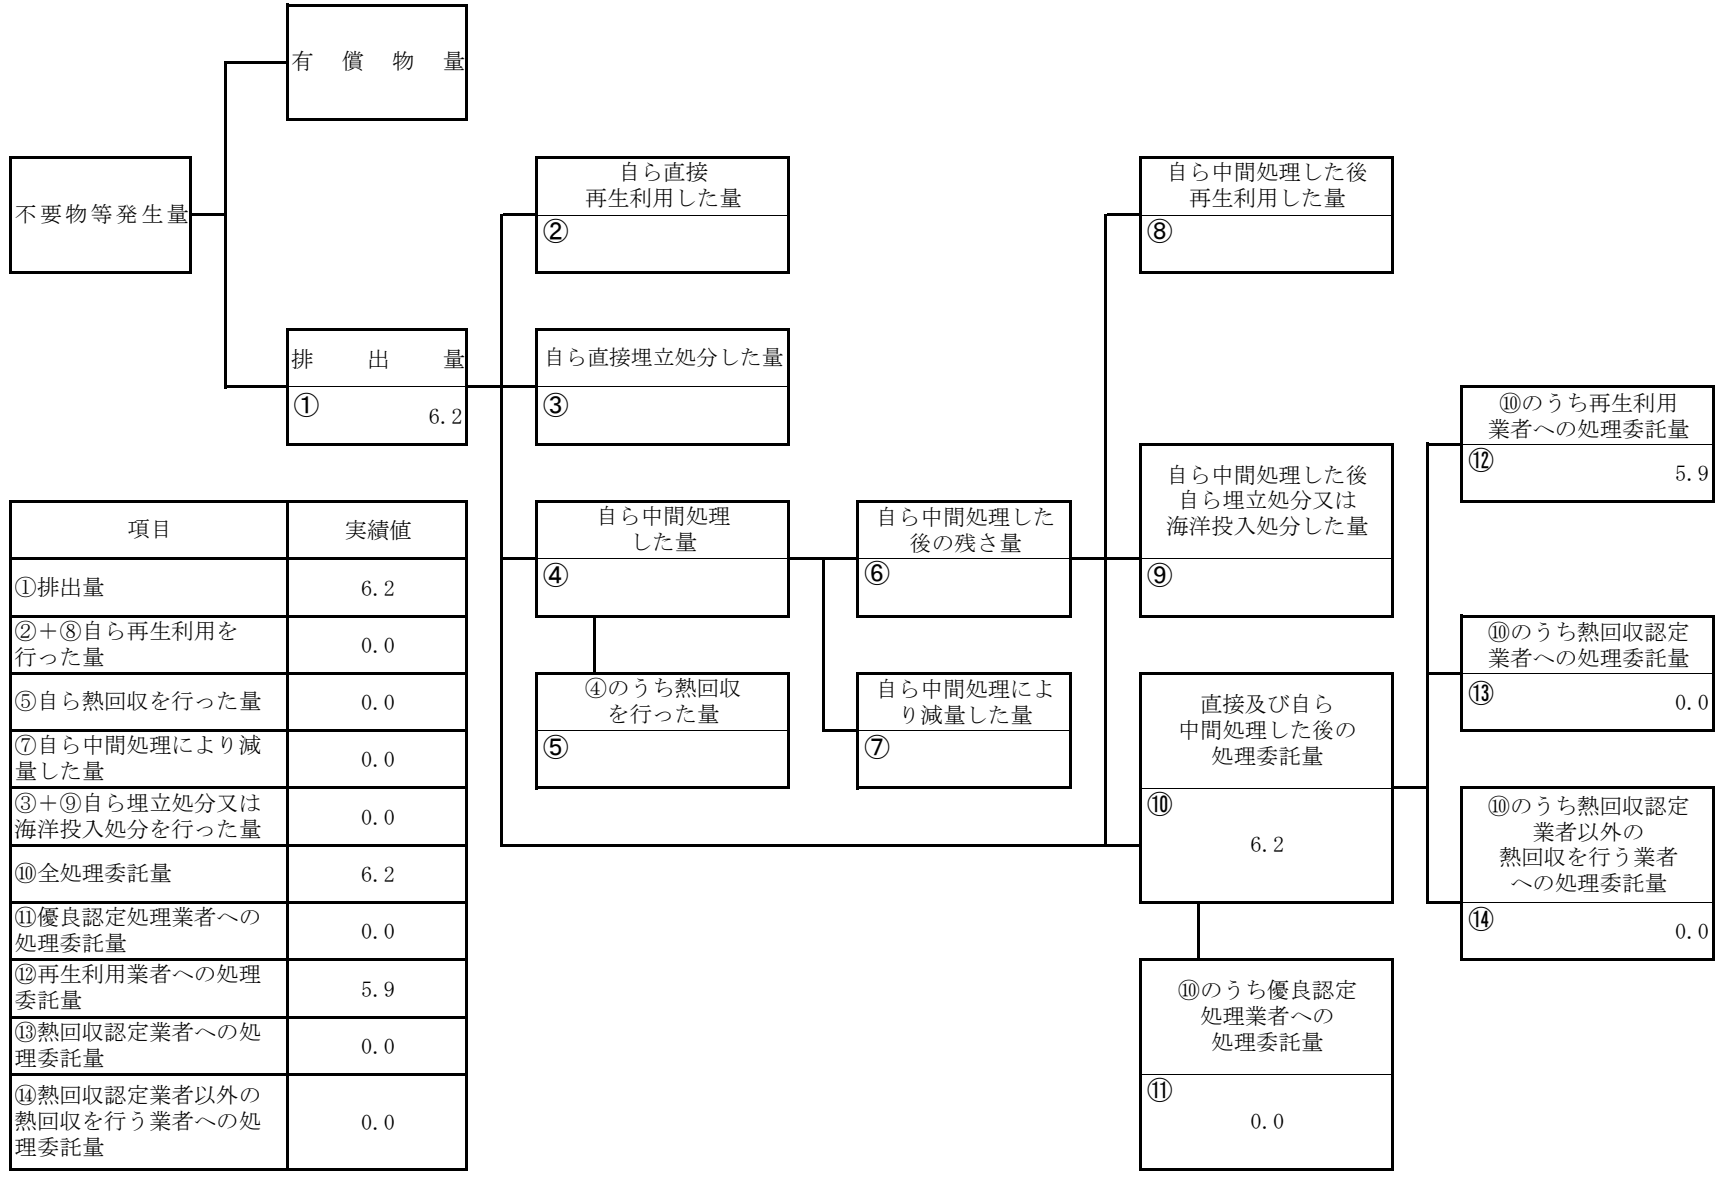 有償物量
不要物等発生量
自ら直接
再生利用した量
②
自ら中間処理した後
再生利用した量
⑧
排出量
①
6.2
自ら直接埋立処分した量
③
⑩のうち再生利用
業者への処理委託量
⑫
5.9
自ら中間処理
した量
④
自ら中間処理した
後の残さ量
⑥
自ら中間処理した後
自ら埋立処分又は
海洋投入処分した量
⑨
⑩のうち熱回収認定
業者への処理委託量
⑬
0.0
④のうち熱回収
を行った量
⑤
自ら中間処理によ
り減量した量
⑦
直接及び自ら
中間処理した後の
処理委託量
⑩
6.2
⑩のうち熱回収認定
業者以外の
熱回収を行う業者
への処理委託量
⑭
0.0
⑩のうち優良認定
処理業者への
処理委託量
⑪
0.0
項目 実績値
①排出量 6.2
②+⑧自ら再生利用を
行った量 0.0
⑤自ら熱回収を行った量 0.0
⑦自ら中間処理により減
量した量 0.0
③+⑨自ら埋立処分又は
海洋投入処分を行った量 0.0
⑩全処理委託量 6.2
⑪優良認定処理業者への
処理委託量 0.0
⑫再生利用業者への処理
委託量 5.9
⑬熱回収認定業者への処
理委託量 0.0
⑭熱回収認定業者以外の
熱回収を行う業者への処
理委託量 0.0